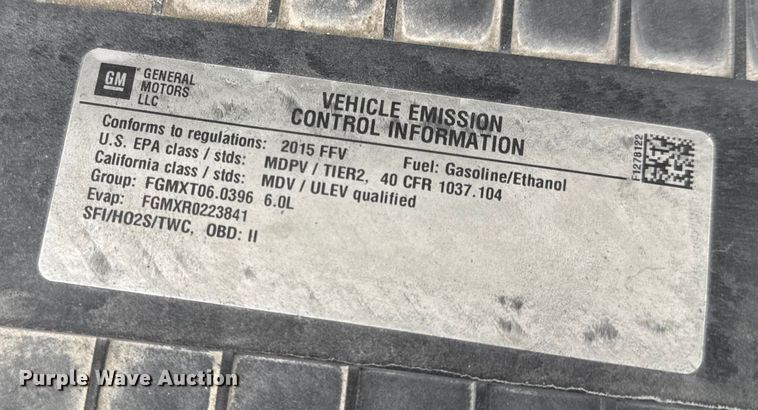 GM GENERAL MOTORS LLC
VEHICLE EMISSION
CONTROL INFORMATION
Conforms to regulations: 2015 FFV Fuel: Gasoline/Ethanol
U.S. EPA class / stds: MDPV / TIER2, 40 CFR 1037.104
California class / stds: MDV / ULEV qualified
Group: FGMXT06.0396 6.0L
Evap: FGMXR0223841
SFI/HO2S/TWC, OBD: II
F1278122
Purple Wave Auction